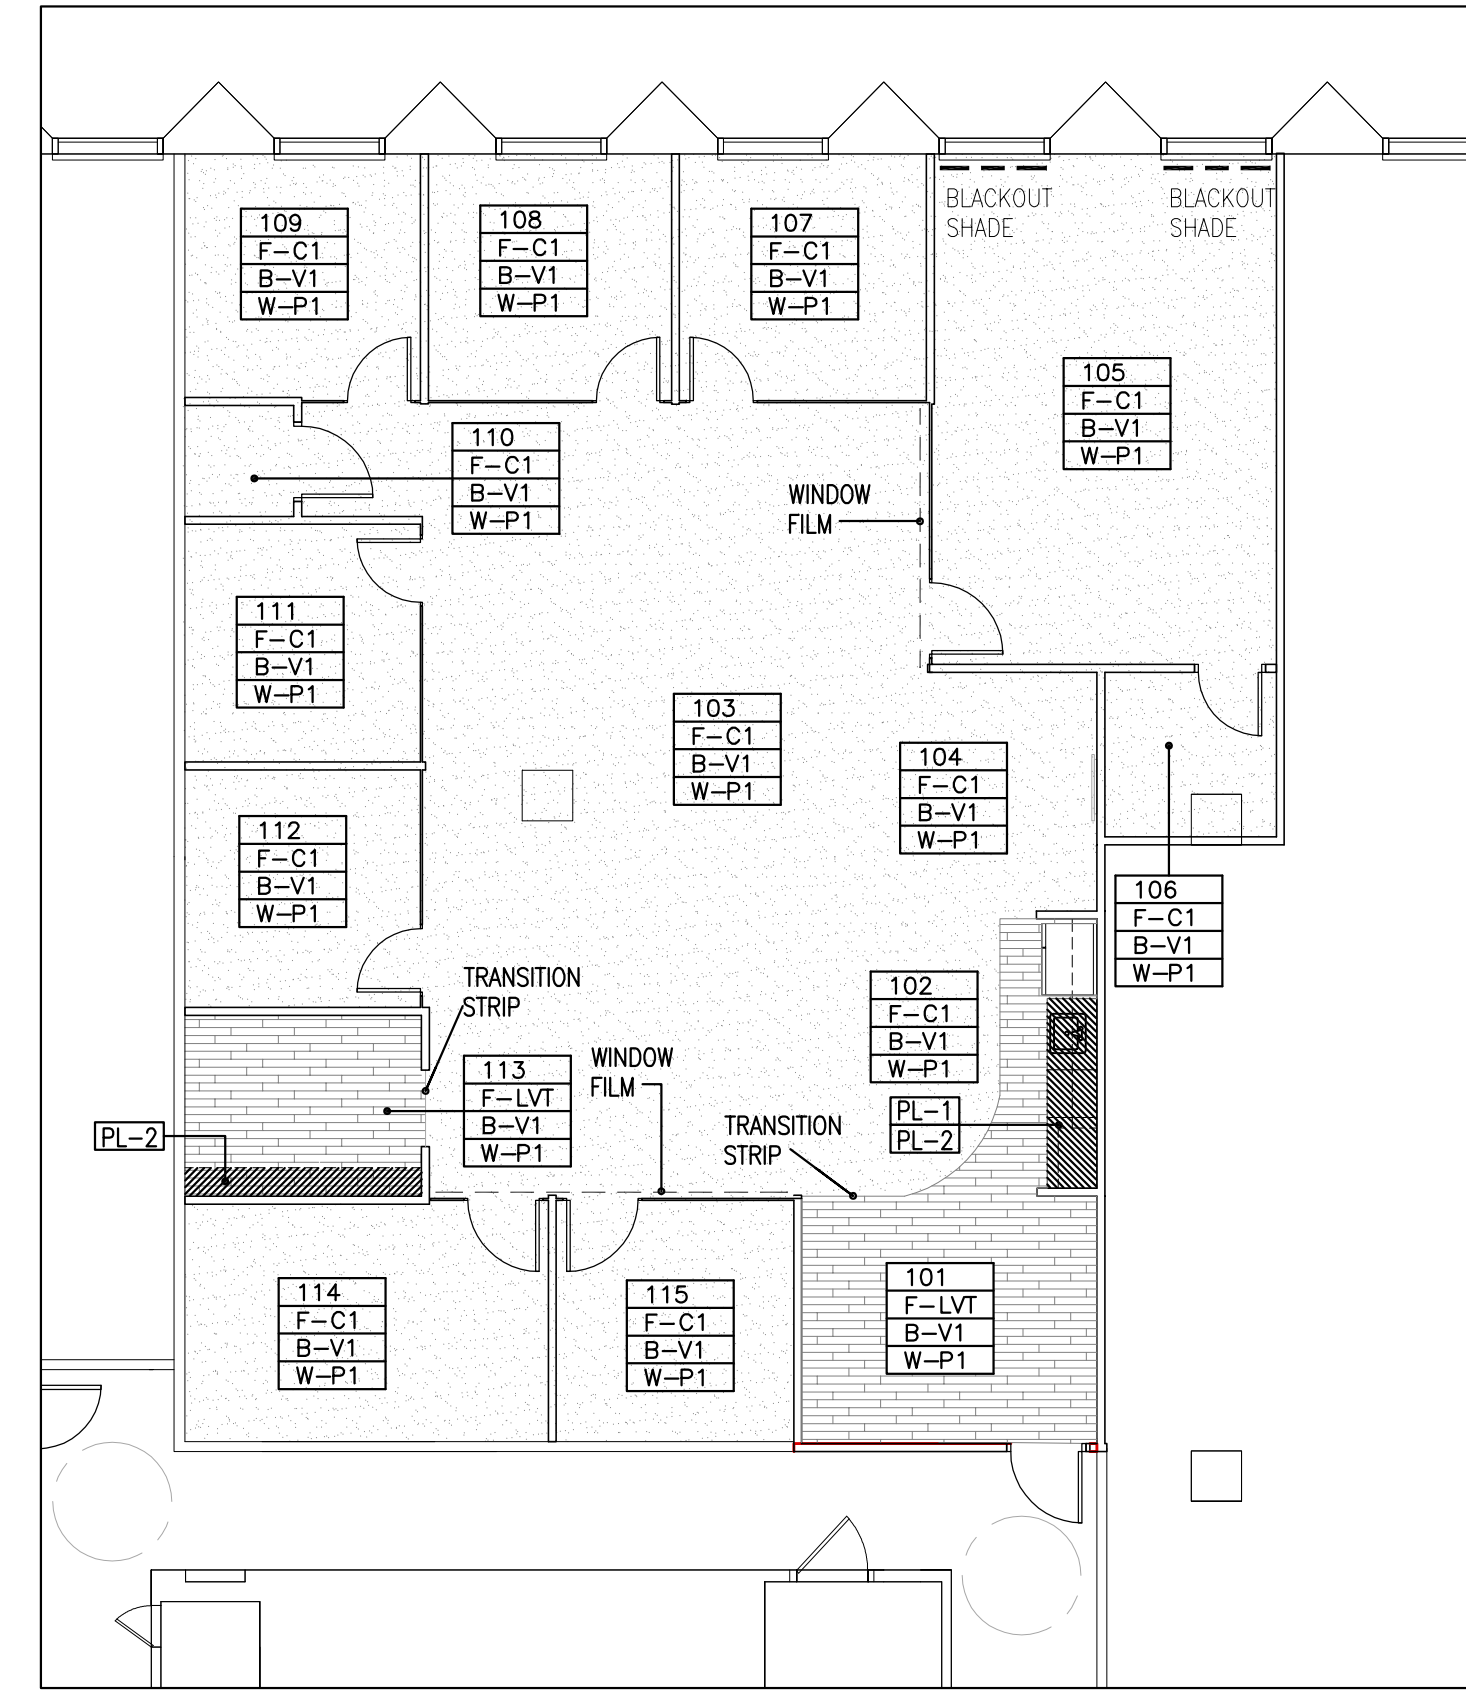 BLACKOUT
SHADE
BLACKOUT
SHADE
109
F-C1
B-V1
W-P1
108
F-C1
B-V1
W-P1
107
F-C1
B-V1
W-P1
105
F-C1
B-V1
W-P1
110
F-C1
B-V1
W-P1
WINDOW
FILM
111
F-C1
B-V1
W-P1
103
F-C1
B-V1
W-P1
104
F-C1
B-V1
W-P1
112
F-C1
B-V1
W-P1
106
F-C1
B-V1
W-P1
TRANSITION
STRIP
102
F-C1
B-V1
W-P1
113
F-LVT
B-V1
W-P1
WINDOW
FILM
PL-1
PL-2
PL-2
TRANSITION
STRIP
101
F-LVT
B-V1
W-P1
114
F-C1
B-V1
W-P1
115
F-C1
B-V1
W-P1